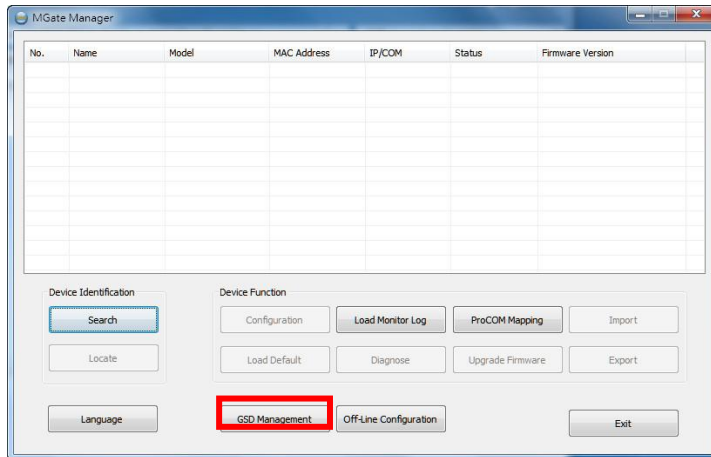 MGate Manager
No. Name Model MAC Address IP/COM Status Firmware Version
Device Identification Device Function
Search Configuration Load Monitor Log ProCOM Mapping Import
Locate Load Default Diagnose Upgrade Firmware Export
Language GSD Management Off-Line Configuration Exit